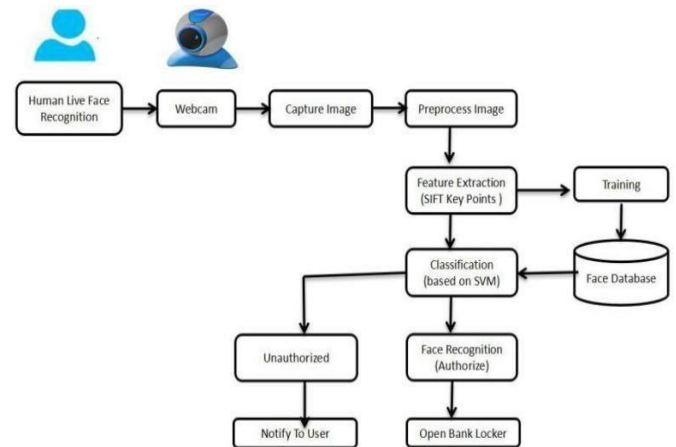 Human Live Face
Recognition
Webcam
Capture Image
Preprocess Image
Feature Extraction
(SIFT Key Points )
Training
Classification
(based on SVM)
Face Database
Unauthorized
Face Recognition
(Authorize)
Notify To User
Open Bank Locker